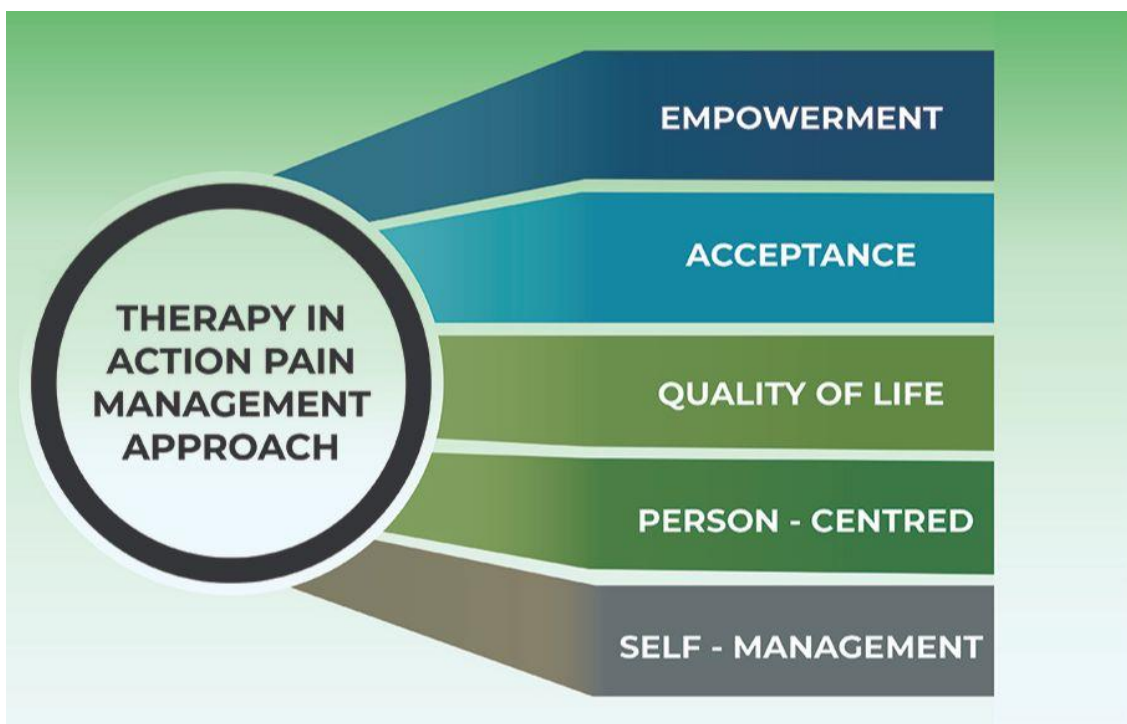 THERAPY IN
ACTION PAIN
MANAGEMENT
APPROACH
EMPOWERMENT
ACCEPTANCE
QUALITY OF LIFE
PERSON - CENTRED
SELF - MANAGEMENT